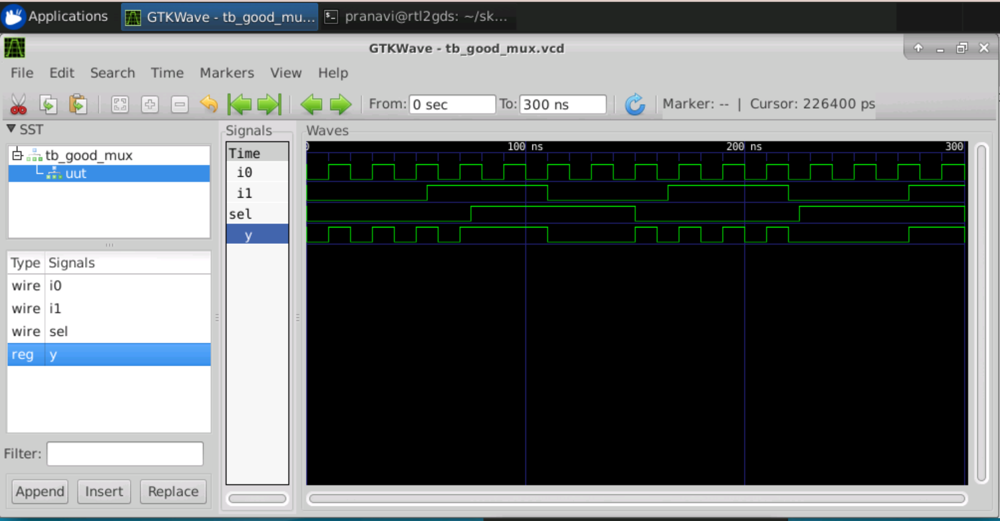 Applications GTKWave - tb_good_mu... pranavi@rtl2gds: ~/sk...
GTKWave - tb_good_mux.vcd
File Edit Search Time Markers View Help
From: 0 sec To: 300 ns Marker: -- | Cursor: 226400 ps
SST
tb_good_mux
uut
Type Signals
wire i0
wire i1
wire sel
reg y
Filter:
Append Insert Replace
Signals
Time
i0
i1
sel
y
Waves
0 100 ns 200 ns 300